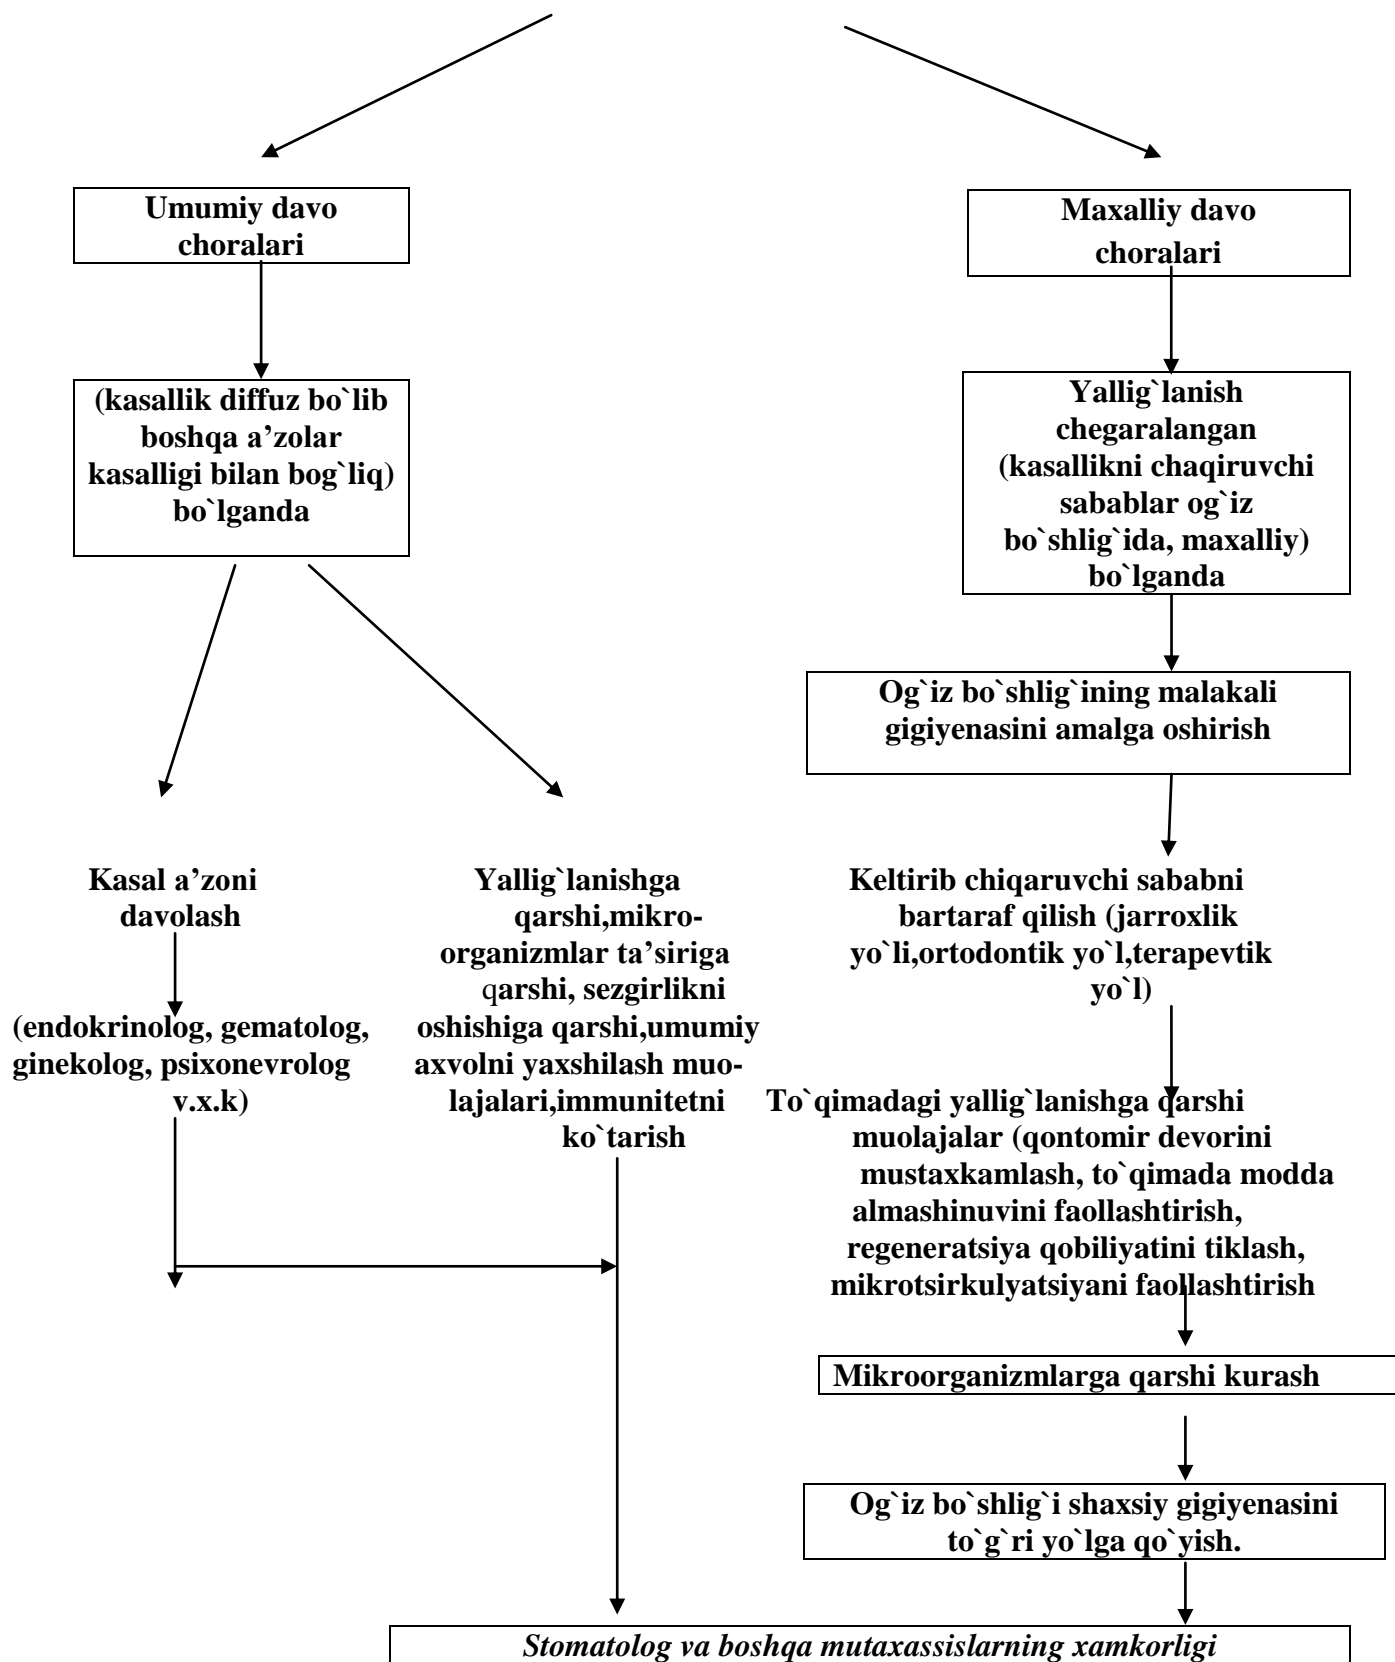 Umumiy davo
choralari
Maxalliy davo
choralari
(kasallik diffuz bo`lib
boshqa a’zolar
kasalligi bilan bog`liq)
bo`lganda
Yallig`lanish
chegaralangan
(kasallikni chaqiruvchi
sabablar og`iz
bo`shlig`ida, maxalliy)
bo`lganda
Og`iz bo`shlig`ining malakali
gigiyenasini amalga oshirish
Kasal a’zoni
davolash
(endokrinolog, gematolog,
ginekolog, psixonevrolog
v.x.k)
Yallig`lanishga
qarshi,mikro-
organizmlar ta’siriga
qarshi, sezgirlikni
oshishiga qarshi,umumiy
axvolni yaxshilash muo-
lajalari,immunitetni
ko`tarish
Keltirib chiqaruvchi sababni
bartaraf qilish (jarroxlik
yo`li,ortodontik yo`l,terapevtik
yo`l)
To`qimadagi yallig`lanishga qarshi
muolajalar (qontomir devorini
mustaxkamlash, to`qimada modda
almashinuvini faollashtirish,
regeneratsiya qobiliyatini tiklash,
mikrotsirkulyatsiyani faollashtirish
Mikroorganizmlarga qarshi kurash
Og`iz bo`shlig`i shaxsiy gigiyenasini
to`g`ri yo`lga qo`yish.
Stomatolog va boshqa mutaxassislarning xamkorligi